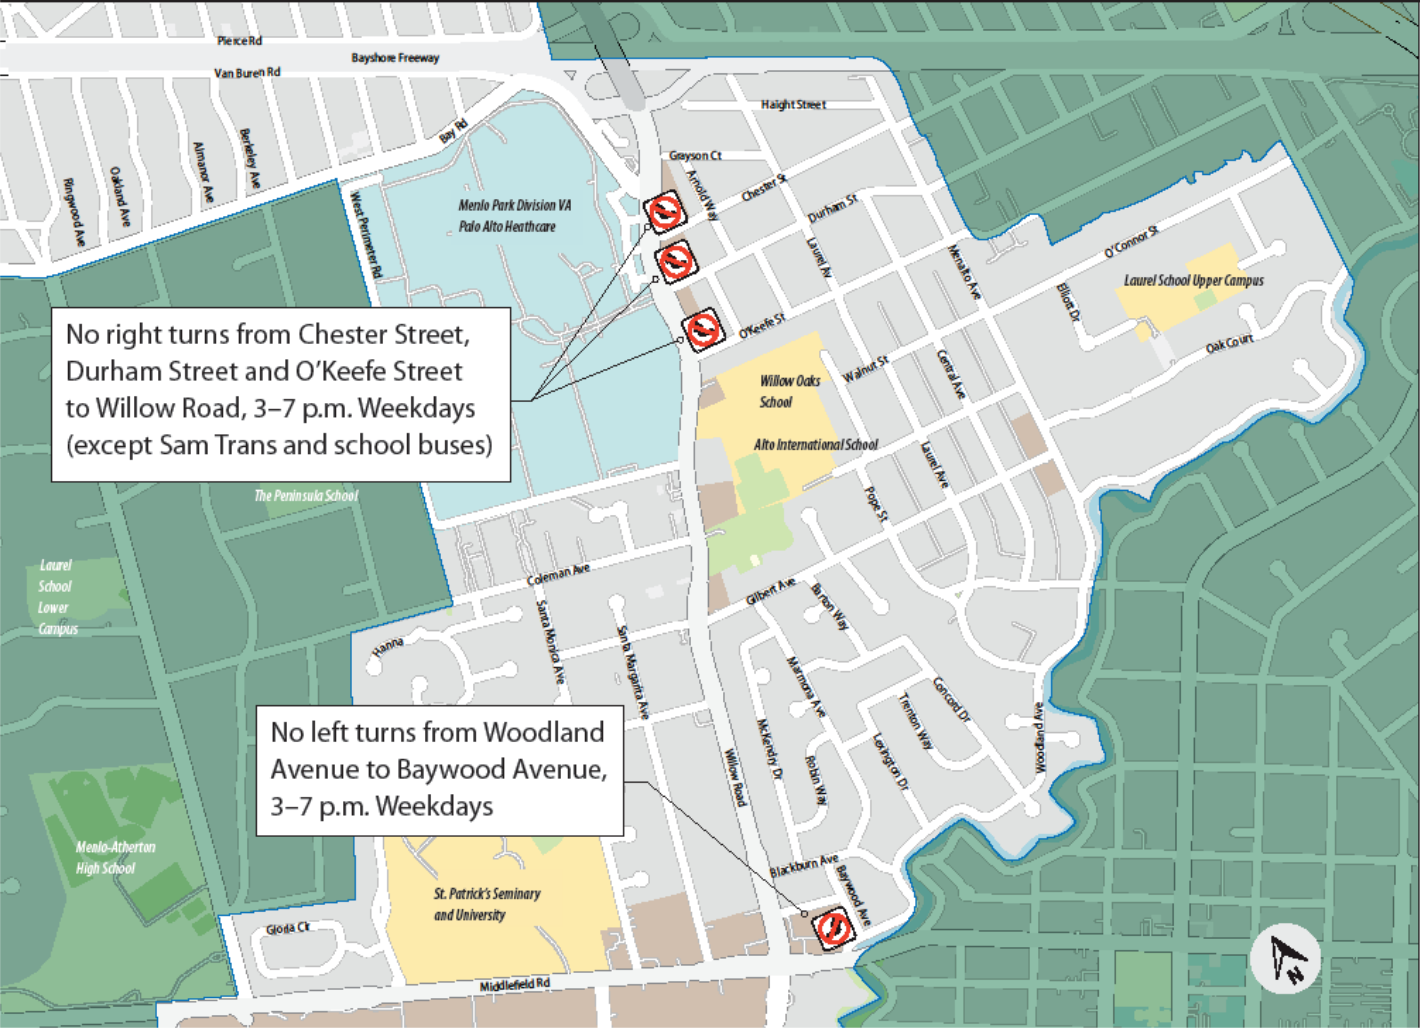 Pierce Rd
Bayshore Freeway
Van Buren Rd
Haight Street
Bay Rd
Berkeley Ave
Almanor Ave
Oakland Ave
Ringwood Ave
Grayson Ct
Arnold Way
Chester St
Durham St
West Perimeter Rd
Menlo Park Division VA
Palo Alto Heathcare
Laurel Av
Menalto Ave
O'Connor St
Laurel School Upper Campus
Elliott Dr
Oak Court
No right turns from Chester Street,
Durham Street and O'Keefe Street
to Willow Road, 3–7 p.m. Weekdays
(except Sam Trans and school buses)
O'Keefe St
Willow Oaks
School
Walnut St
Central Ave
Alto International School
Laurel Ave
Pope St
The Peninsula School
Laurel
School
Lower
Campus
Coleman Ave
Gilbert Ave
Barton Way
Santa Monica Ave
Santa Margarita Ave
Hanna
Marmona Ave
Concord Dr
Trenton Way
Lexington Dr
Woodland Ave
McKendry Dr
Robin Way
Willow Road
No left turns from Woodland
Avenue to Baywood Avenue,
3–7 p.m. Weekdays
Menlo-Atherton
High School
Blackburn Ave
Baywood Ave
St. Patrick's Seminary
and University
Gloria Cir
Middlefield Rd
N